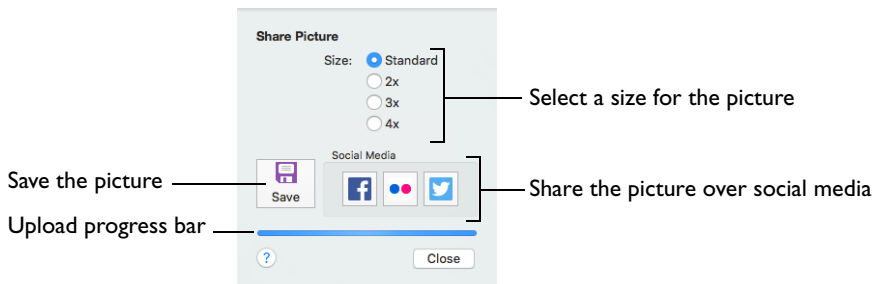 Share Picture
Size: Standard
2x
3x
4x
Select a size for the picture
Social Media
Save the picture
Save
Share the picture over social media
Upload progress bar
?
Close